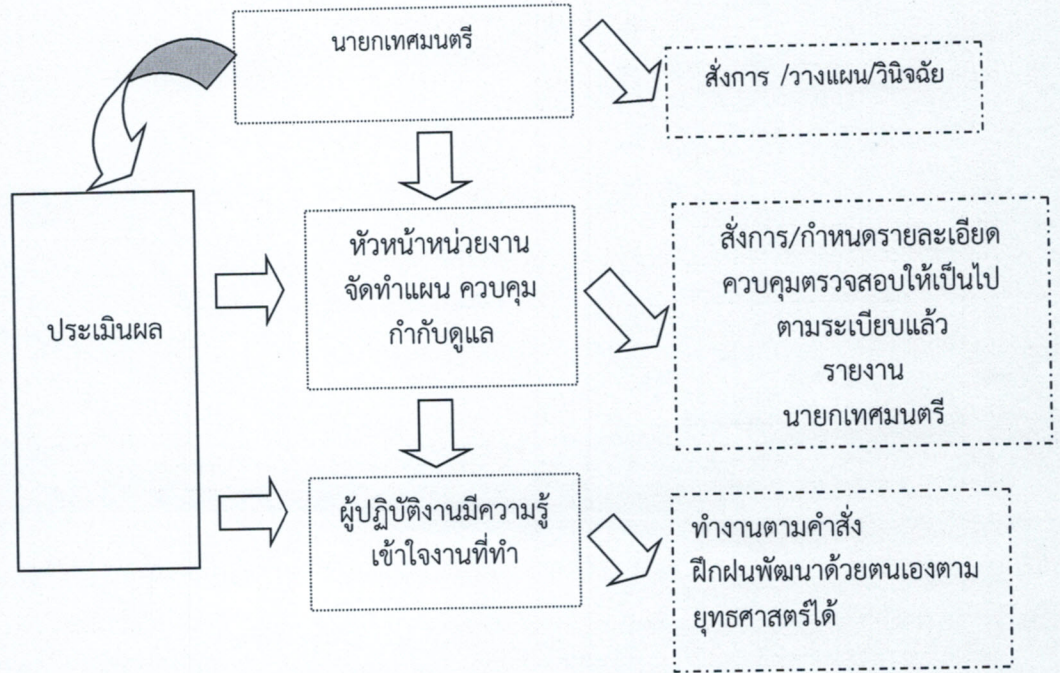 นายกเทศมนตรี
สั่งการ /วางแผน/วินิจฉัย
ประเมินผล
หัวหน้าหน่วยงาน
จัดทำแผน ควบคุม
กำกับดูแล
สั่งการ/กำหนดรายละเอียด
ควบคุมตรวจสอบให้เป็นไป
ตามระเบียบแล้ว
รายงาน
นายกเทศมนตรี
ผู้ปฏิบัติงานมีความรู้
เข้าใจงานที่ทำ
ทำงานตามคำสั่ง
ฝึกฝนพัฒนาด้วยตนเองตาม
ยุทธศาสตร์ได้